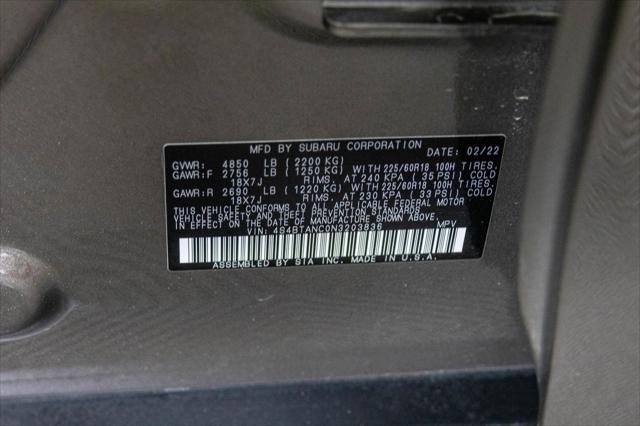 MFD BY SUBARU CORPORATION DATE: 02/22
GVWR: 4850 LB (2200 KG)
GAWR:F 2756 LB (1250 KG) WITH 225/60R18 100H TIRES,
18X7J RIMS, AT 240 KPA (35 PSI) COLD
GAWR:R 2690 LB (1220 KG) WITH 225/60R18 100H TIRES,
18X7J RIMS, AT 230 KPA (33 PSI) COLD
THIS VEHICLE CONFORMS TO ALL APPLICABLE FEDERAL MOTOR
VEHICLE SAFETY, BUMPER, AND THEFT PREVENTION STANDARDS
IN EFFECT ON THE DATE OF MANUFACTURE SHOWN ABOVE.
VIN: 4S4BTANC0N3203836 MPV
ASSEMBLED BY SIA INC. MADE IN U.S.A.